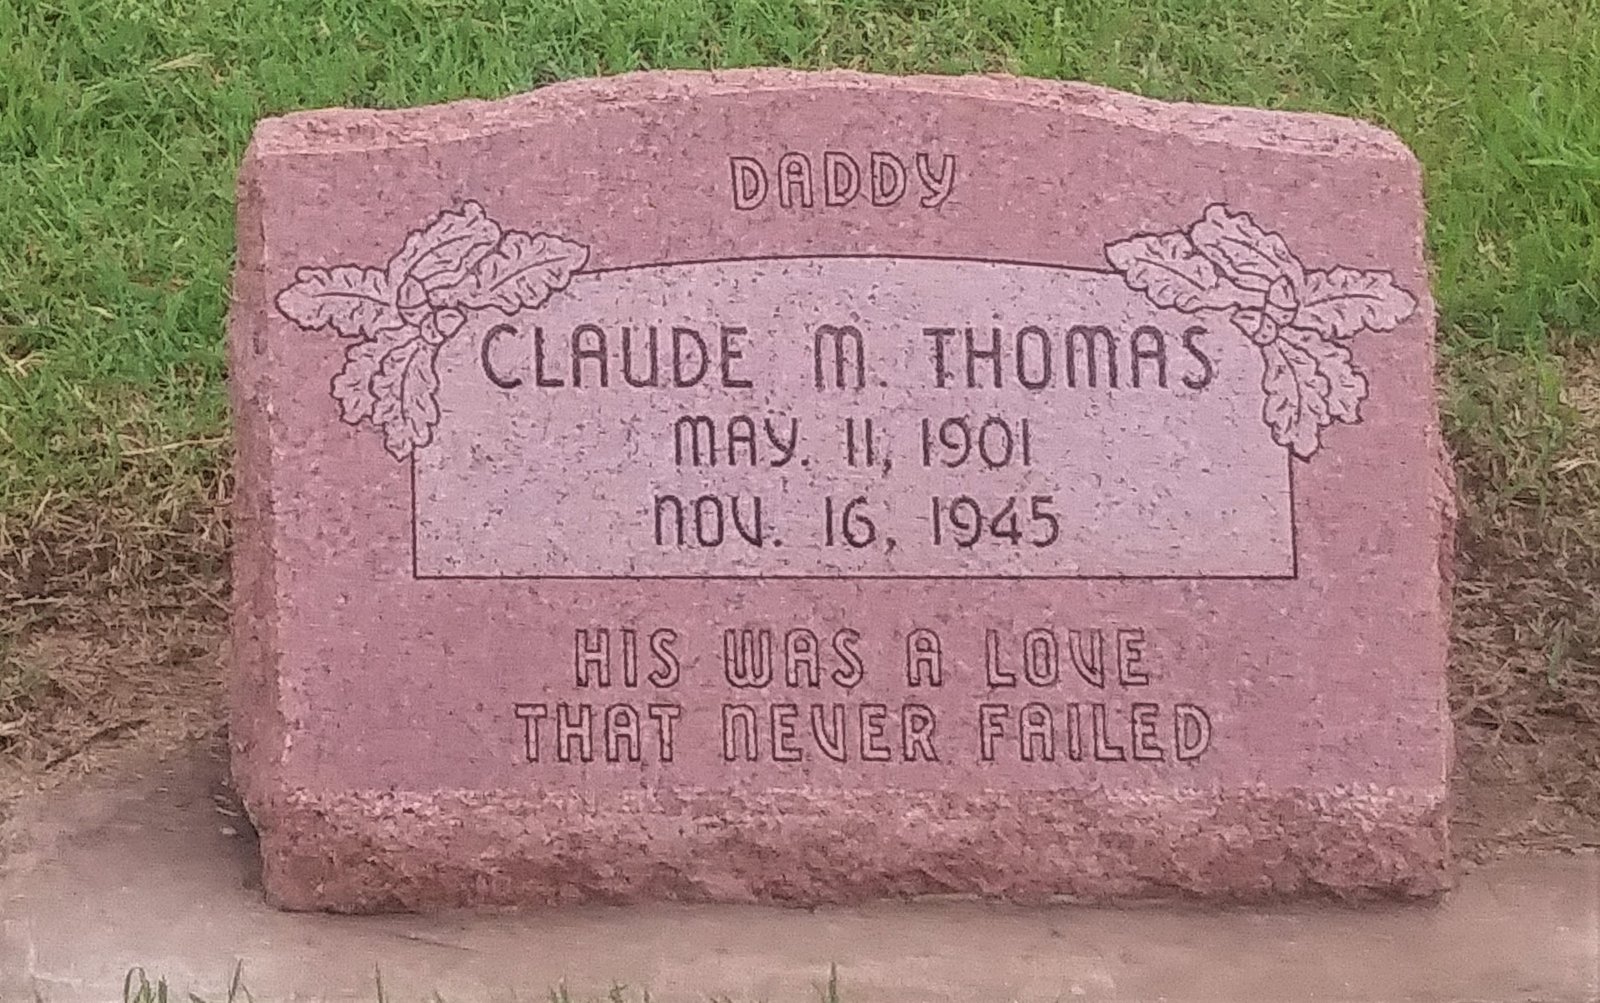 DADDY
CLAUDE M. THOMAS
MAY. 11, 1901
NOV. 16, 1945
HIS WAS A LOVE
THAT NEVER FAILED